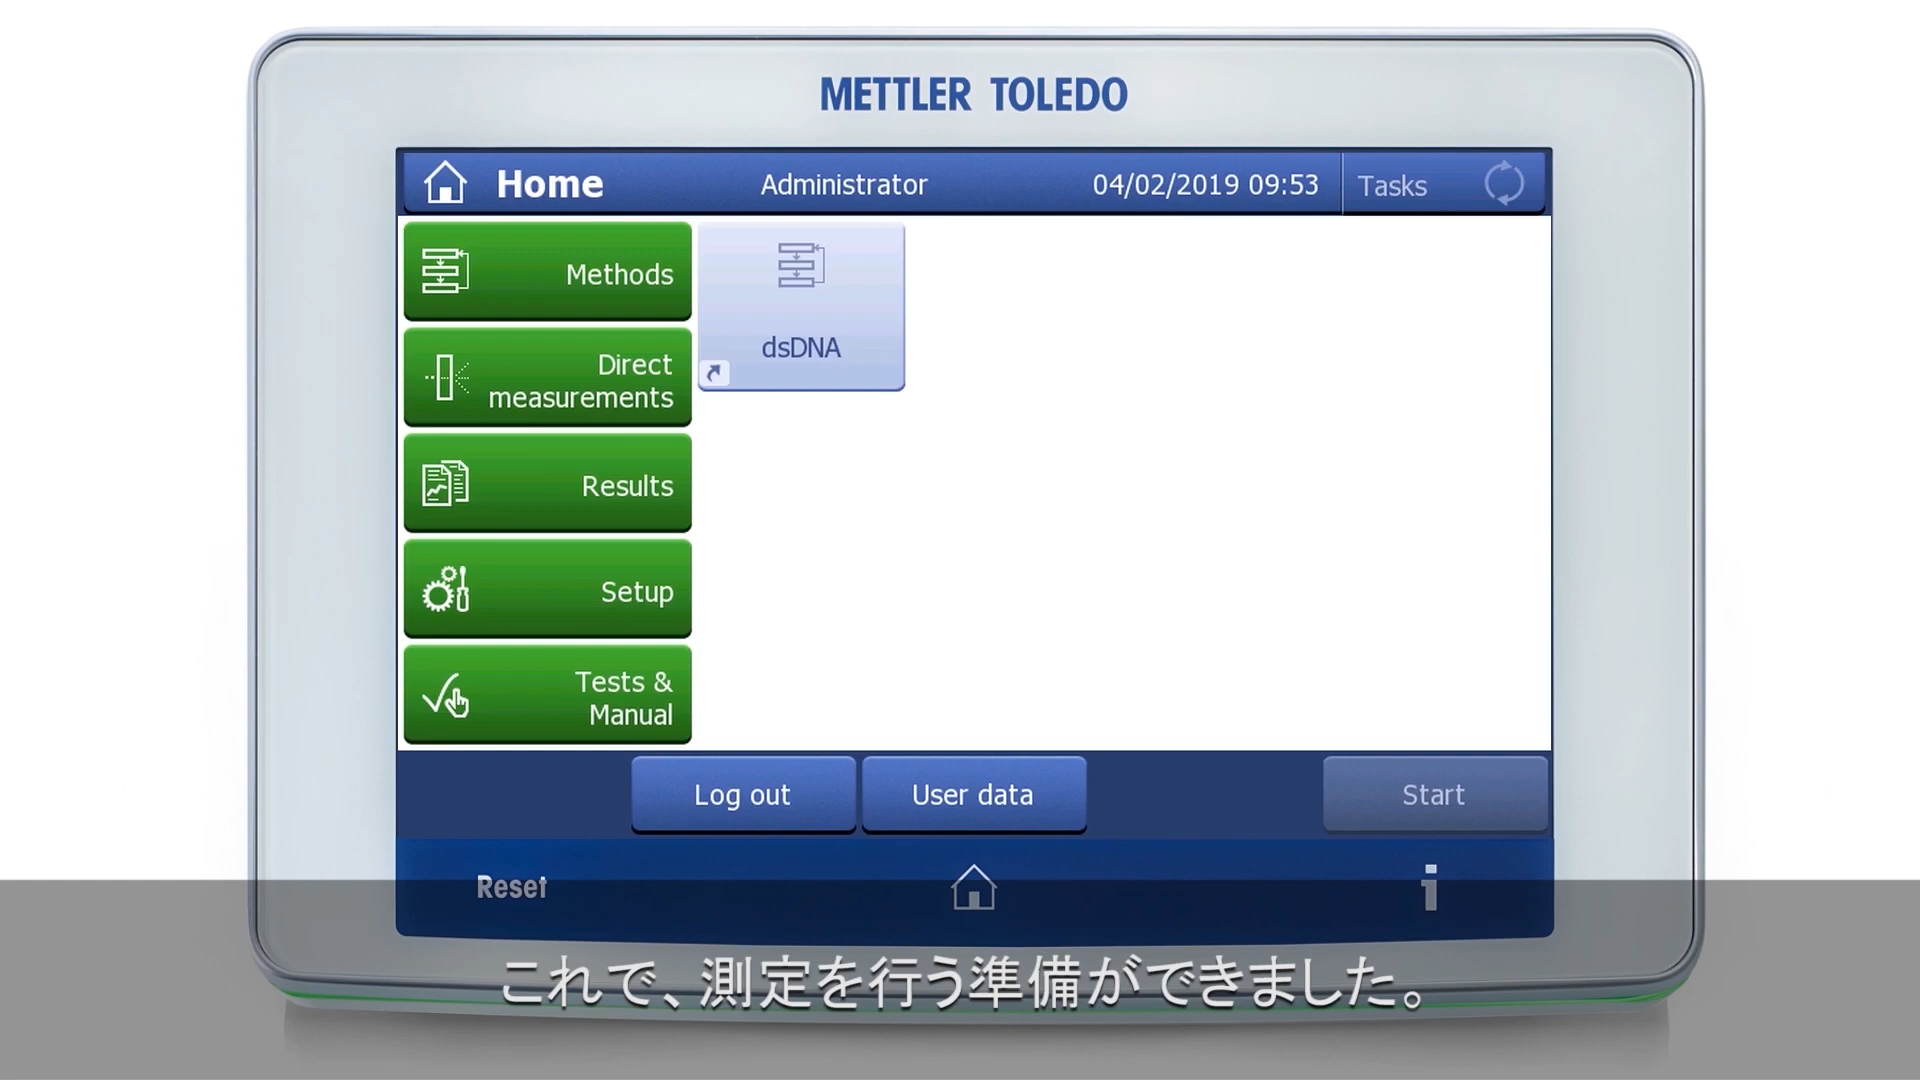 METTLER TOLEDO
Home Administrator 04/02/2019 09:53 Tasks
Methods
dsDNA
Direct
measurements
Results
Setup
Tests &
Manual
Log out User data Start
Reset
これで、測定を行う準備ができました。